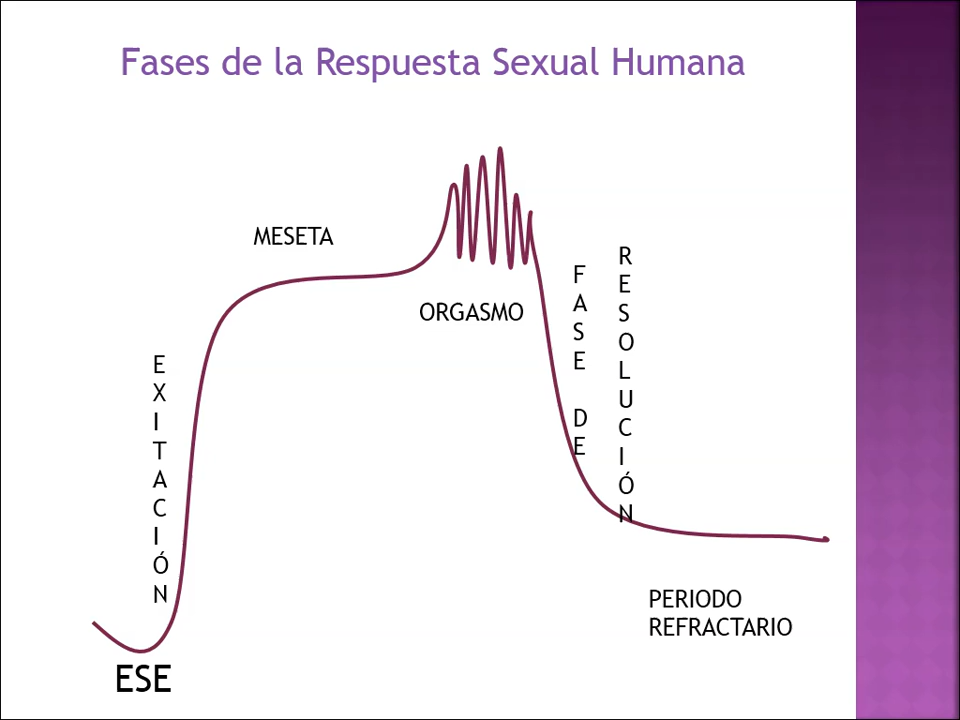 Fases de la Respuesta Sexual Humana
MESETA
ORGASMO
EXITACIÓN
FASE DE
RESOLUCIÓN
PERIODO
REFRACTARIO
ESE